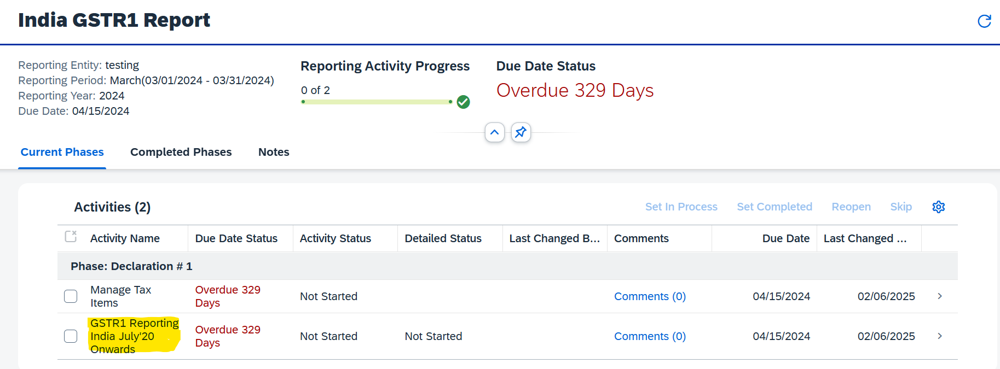 India GSTR1 Report
Reporting Entity: testing
Reporting Period: March(03/01/2024 - 03/31/2024)
Reporting Year: 2024
Due Date: 04/15/2024
Reporting Activity Progress
0 of 2
Due Date Status
Overdue 329 Days
Current Phases Completed Phases Notes
Activities (2)
Set In Process Set Completed Reopen Skip
Activity Name Due Date Status Activity Status Detailed Status Last Changed B... Comments Due Date Last Changed ...
Phase: Declaration # 1
Manage Tax
Items
Overdue 329
Days
Not Started
Comments (0)
04/15/2024
02/06/2025
GSTR1 Reporting
India July'20
Onwards
Overdue 329
Days
Not Started
Not Started
Comments (0)
04/15/2024
02/06/2025